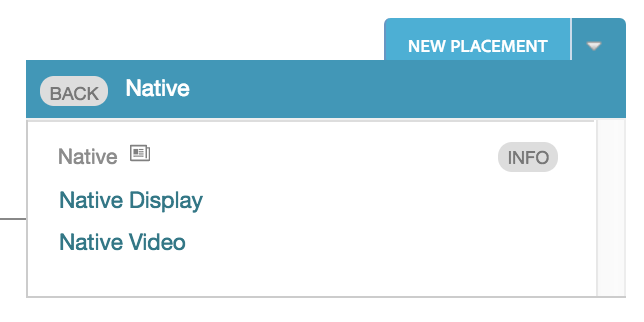 NEW PLACEMENT
BACK Native
Native INFO
Native Display
Native Video